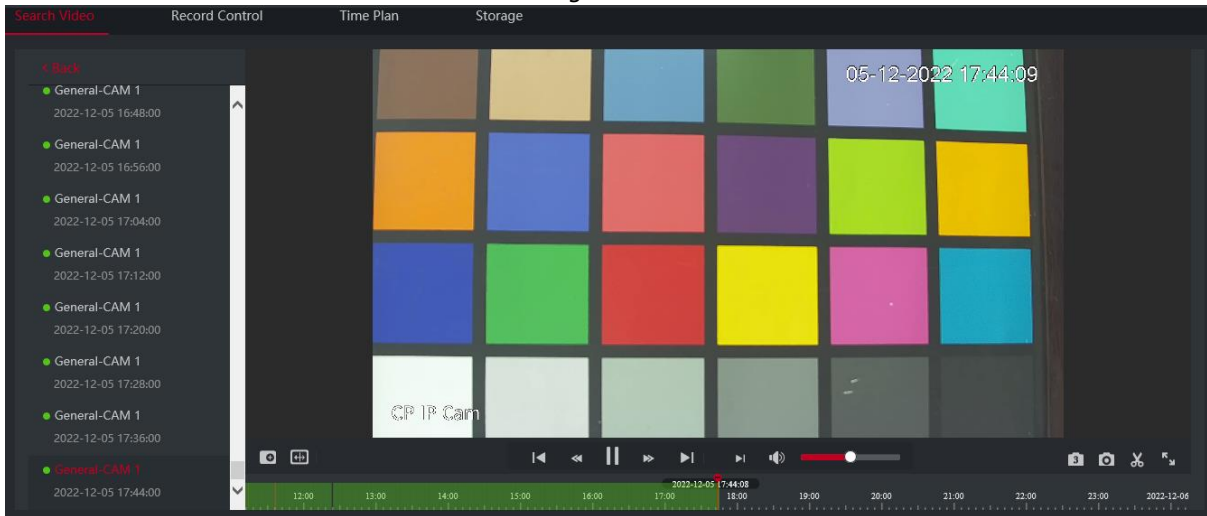 Search Video Record Control Time Plan Storage
< Back
General-CAM 1
2022-12-05 16:48:00
General-CAM 1
2022-12-05 16:56:00
General-CAM 1
2022-12-05 17:04:00
General-CAM 1
2022-12-05 17:12:00
General-CAM 1
2022-12-05 17:20:00
General-CAM 1
2022-12-05 17:28:00
General-CAM 1
2022-12-05 17:36:00
General-CAM 1
2022-12-05 17:44:00
05-12-2022 17:44:09
CP IP Cam
3
2022-12-05 17:44:08
12:00 13:00 14:00 15:00 16:00 17:00 18:00 19:00 20:00 21:00 22:00 23:00 2022-12-06